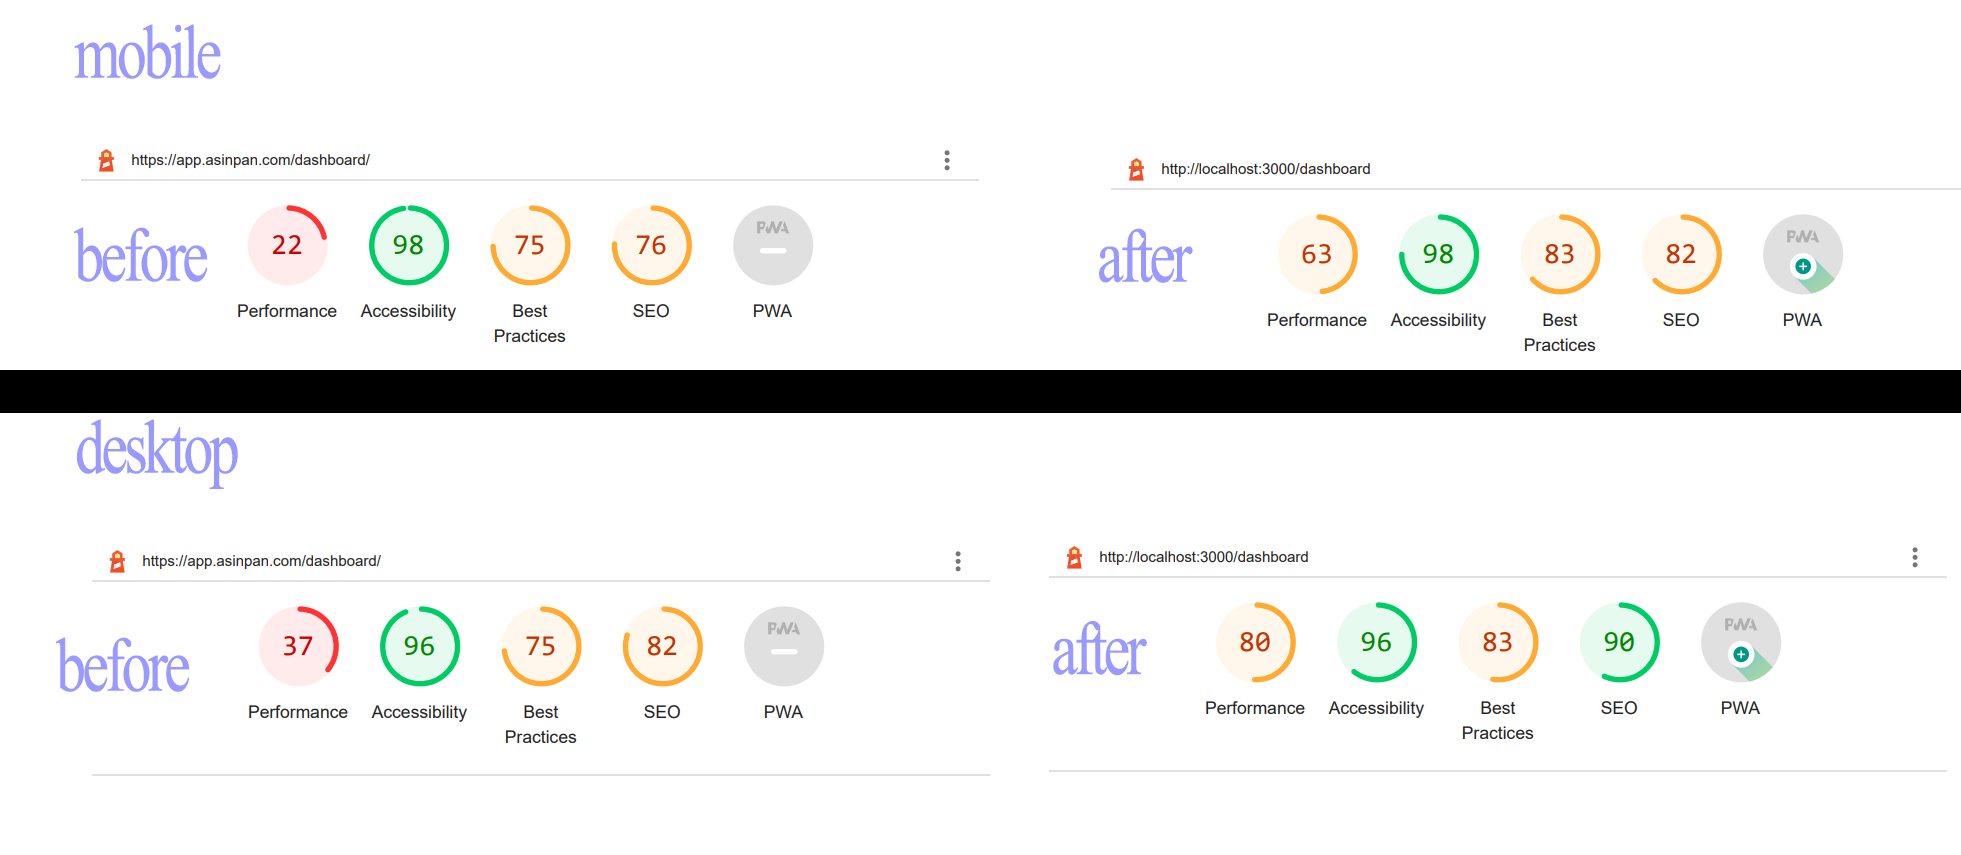 mobile
https://app.asinpan.com/dashboard/
before
22
98
75
76
PWA
Performance
Accessibility
Best
Practices
SEO
PWA
http://localhost:3000/dashboard
after
63
98
83
82
PWA
Performance
Accessibility
Best
Practices
SEO
PWA
desktop
https://app.asinpan.com/dashboard/
before
37
96
75
82
PWA
Performance
Accessibility
Best
Practices
SEO
PWA
http://localhost:3000/dashboard
after
80
96
83
90
PWA
Performance
Accessibility
Best
Practices
SEO
PWA